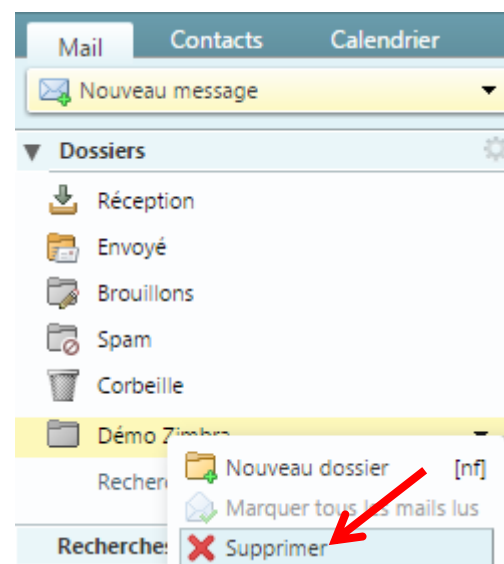 Mail Contacts Calendrier
Nouveau message
Dossiers
Réception
Envoyé
Brouillons
Spam
Corbeille
Démo Zimbra
Nouveau dossier [nf]
Marquer tous les mails lus
Supprimer